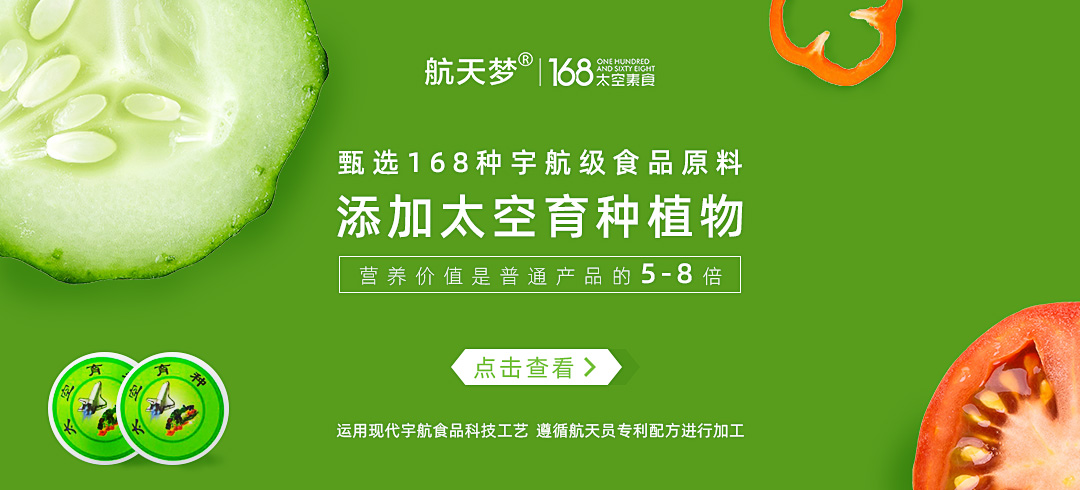 航天梦® 168 ONE HUNDRED AND SIXTY EIGHT 太空素食
甄选168种宇航级食品原料
添加太空育种植物
营养价值是普通产品的5-8倍
点击查看
太空育种
太空育种
运用现代宇航食品科技工艺 遵循航天员专利配方进行加工